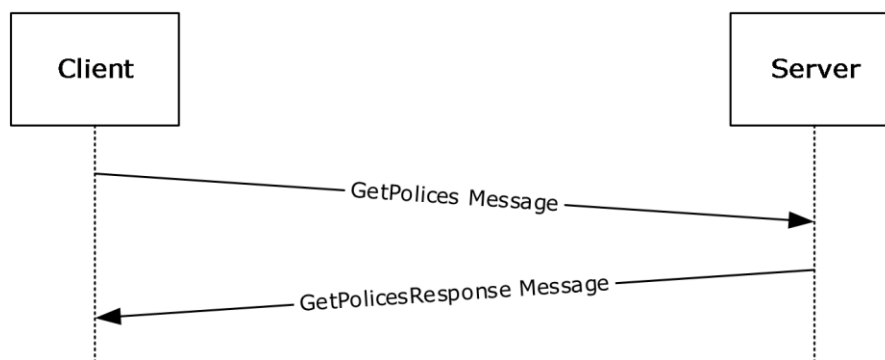 Client
Server
GetPolices Message
GetPolicesResponse Message